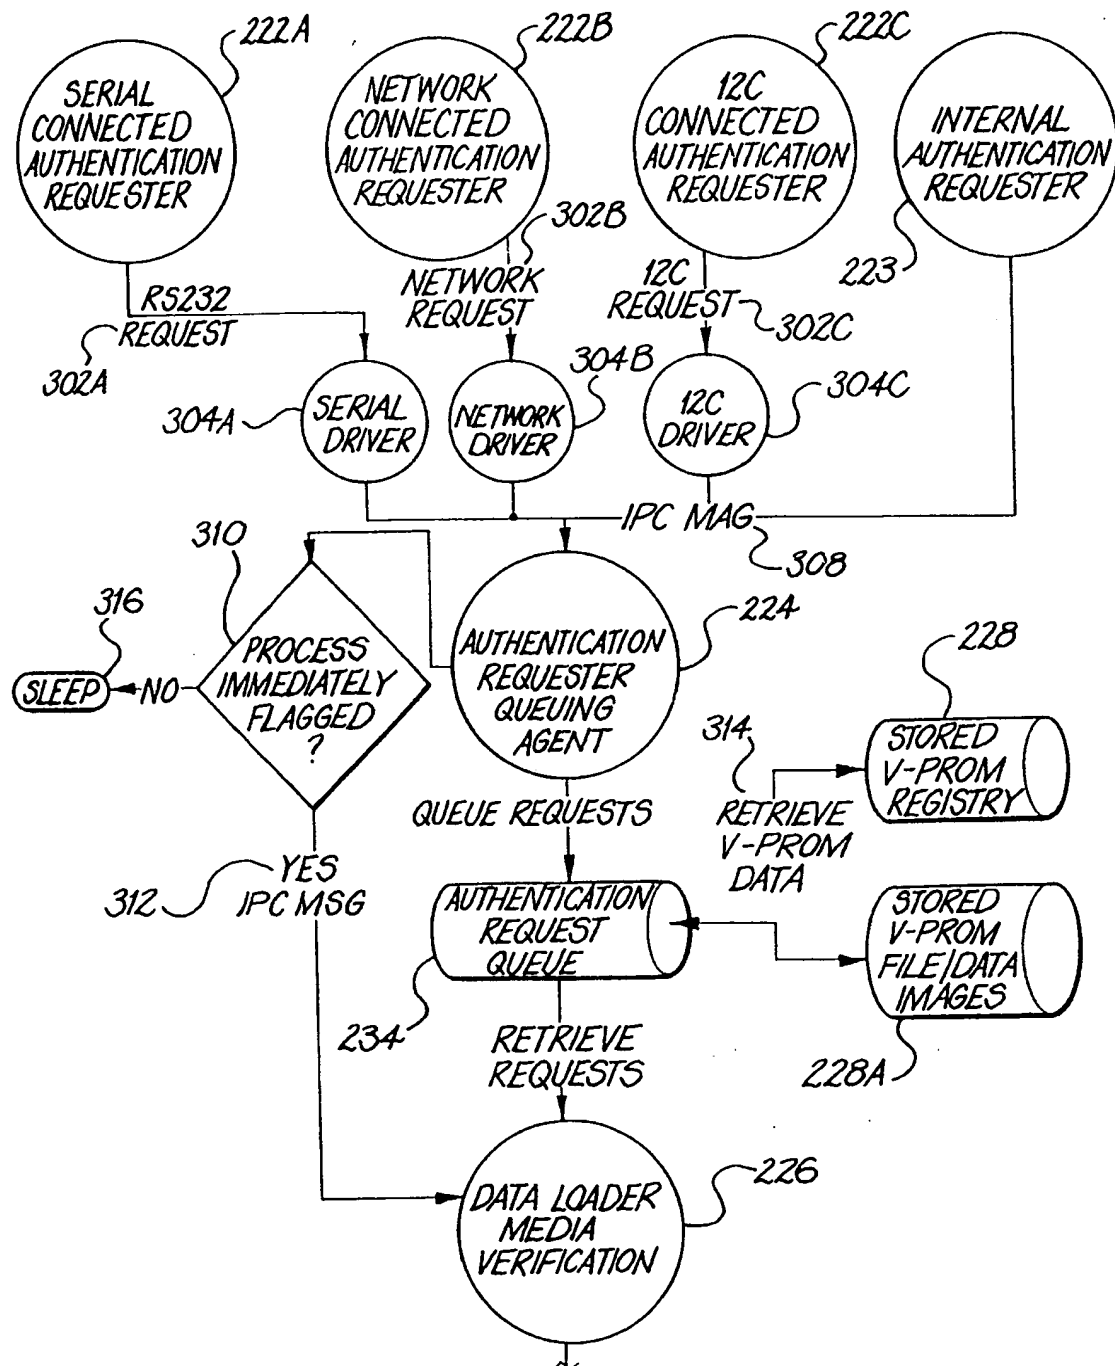 222A
222B
222C
SERIAL
CONNECTED
AUTHENTICATION
REQUESTER
NETWORK
CONNECTED
AUTHENTICATION
REQUESTER
12C
CONNECTED
AUTHENTICATION
REQUESTER
INTERNAL
AUTHENTICATION
REQUESTER
223
RS232
REQUEST
302A
302B
NETWORK
REQUEST
12C
REQUEST
302C
304A
SERIAL
DRIVER
304B
NETWORK
DRIVER
304C
12C
DRIVER
IPC MAG
308
310
316
SLEEP
NO
PROCESS
IMMEDIATELY
FLAGGED
?
224
AUTHENTICATION
REQUESTER
QUEUING
AGENT
228
STORED
V-PROM
REGISTRY
314
RETRIEVE
V-PROM
DATA
QUEUE REQUESTS
312
YES
IPC MSG
AUTHENTICATION
REQUEST
QUEUE
234
STORED
V-PROM
FILE/DATA
IMAGES
228A
RETRIEVE
REQUESTS
226
DATA LOADER
MEDIA
VERIFICATION